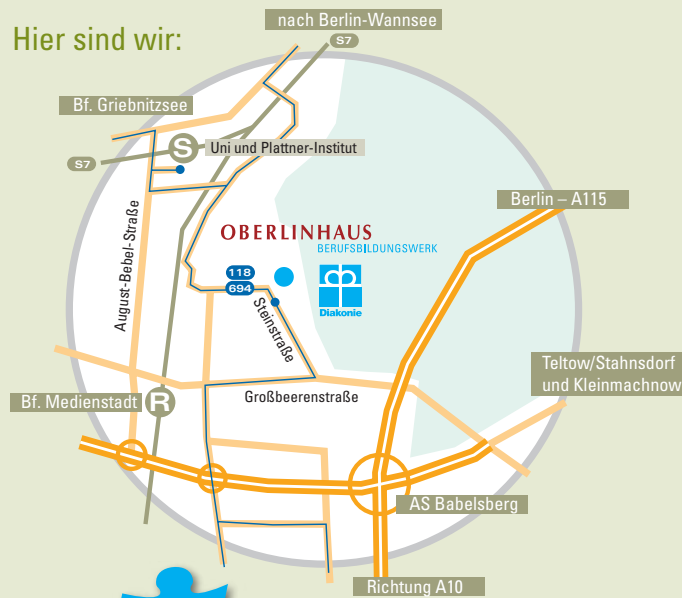 Hier sind wir:
nach Berlin-Wannsee
S7
Bf. Griebnitzsee
S
Uni und Plattner-Institut
S7
Berlin – A115
August-Bebel-Straße
OBERLINHAUS
BERUFSBILDUNGSWERK
118
694
Diakonie
Steinstraße
Teltow/Stahnsdorf
und Kleinmachnow
Bf. Medienstadt
R
Großbeerenstraße
AS Babelsberg
Richtung A10